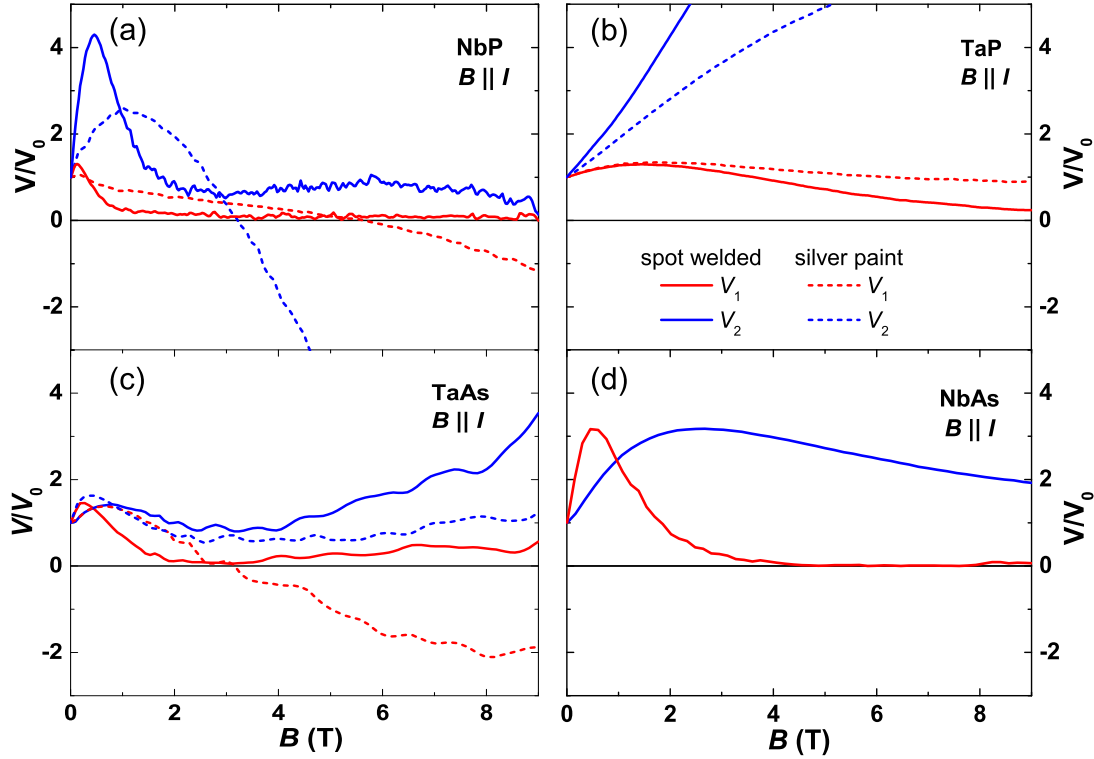 (a)
NbP
B || I
V/V0
4
2
0
-2
(b)
TaP
B || I
V/V0
4
2
0
-2
spot welded silver paint
V1 V1
V2 V2
(c)
TaAs
B || I
V/V0
4
2
0
-2
0 2 4 6 8
B (T)
(d)
NbAs
B || I
V/V0
4
2
0
-2
0 2 4 6 8
B (T)